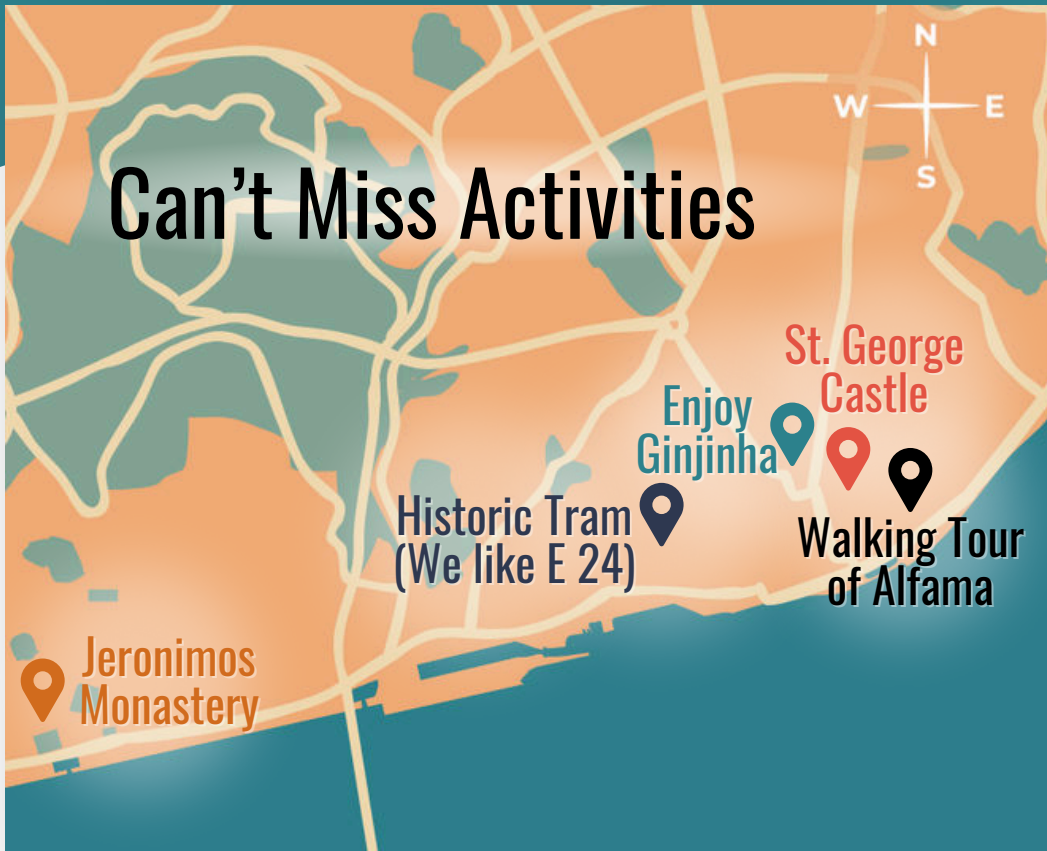 N
W E
S
Can't Miss Activities
St. George
Castle
Enjoy
Ginjinha
Historic Tram
(We like E 24)
Walking Tour
of Alfama
Jeronimos
Monastery